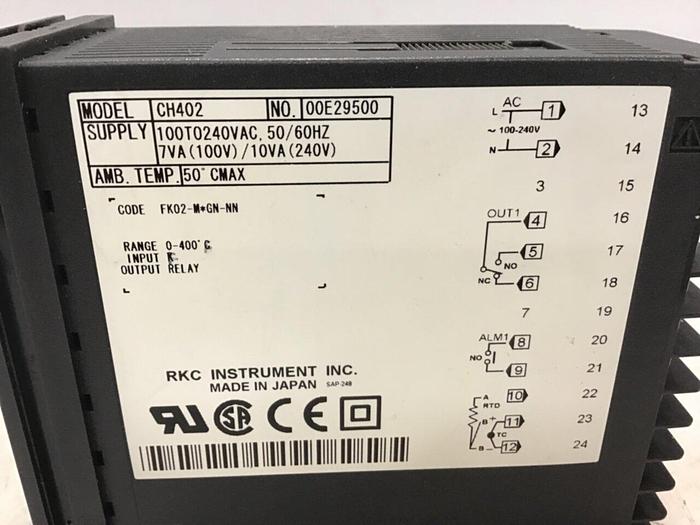 MODEL CH402 NO. 00E29500
SUPPLY 100TO240VAC, 50/60HZ
7VA(100V)/10VA(240V)
AMB. TEMP. 50°CMAX
CODE FK02-M*GN-NN
RANGE 0-400°C
INPUT K
OUTPUT RELAY
RKC INSTRUMENT INC.
MADE IN JAPAN SAP-24B
AC
L 1 13
~ 100-240V
N 2 14
3 15
OUT1 4 16
5 17
NO
NC 6 18
7 19
ALM1 8 20
NO
9 21
A 10 22
RTD
B + 11 23
TC
B - 12 24